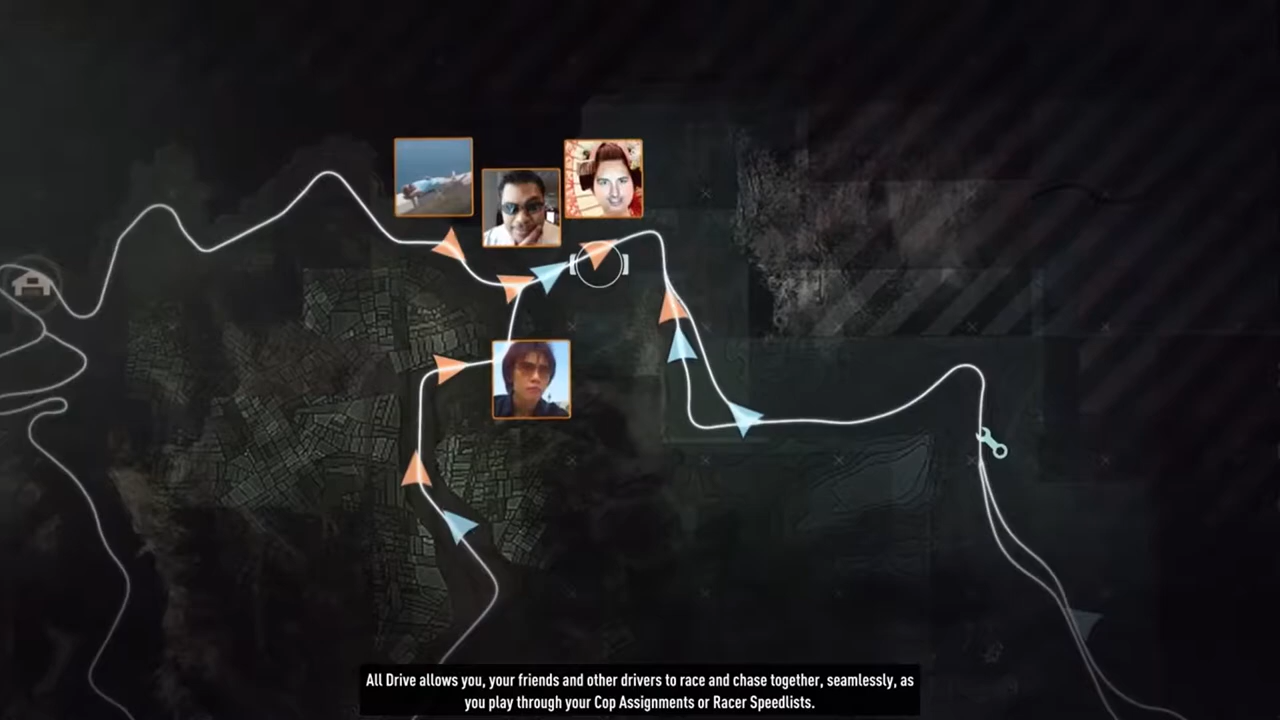 All Drive allows you, your friends and other drivers to race and chase together, seamlessly, as
you play through your Cop Assignments or Racer Speedlists.